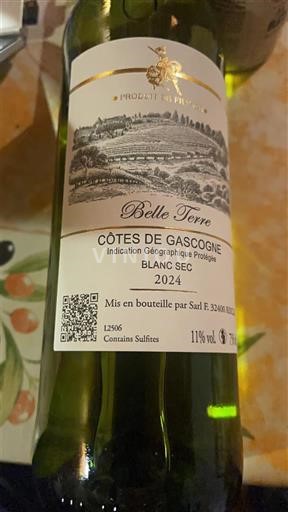 PRODUIT DE FRANCE
Belle Terre
CÔTES DE GASCOGNE
Indication Géographique Protégée
BLANC SEC
2024
Mis en bouteille par Sarl F. 32400
L2506
Contains Sulfites
11% vol.